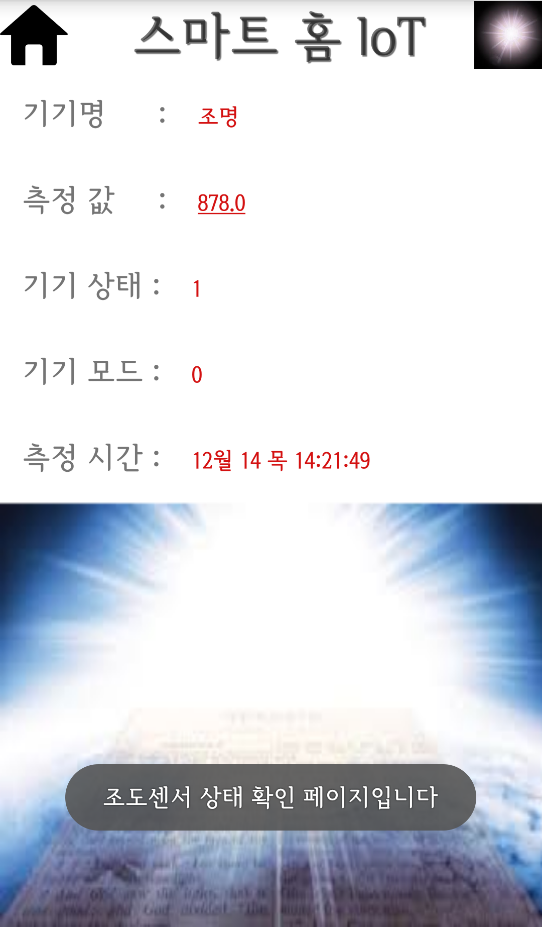 스마트 홈 IoT
기기명 : 조명
측정 값 : 878.0
기기 상태 : 1
기기 모드 : 0
측정 시간 : 12월 14 목 14:21:49
조도센서 상태 확인 페이지입니다